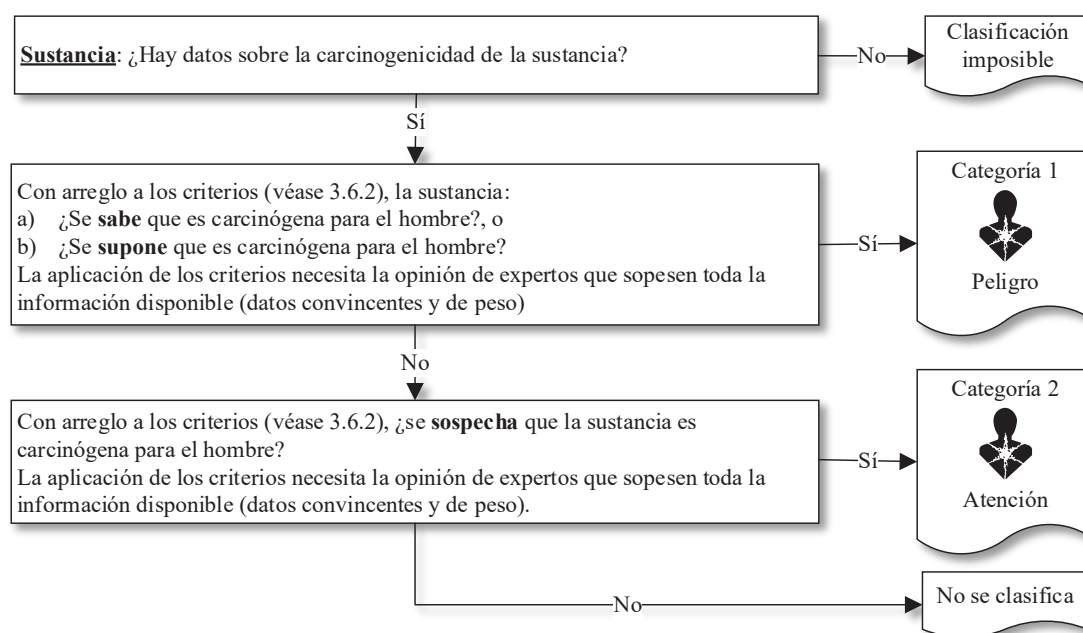 Sustancia: ¿Hay datos sobre la carcinogenicidad de la sustancia?
No
Clasificación
imposible
Sí
Con arreglo a los criterios (véase 3.6.2), la sustancia:
a) ¿Se sabe que es carcinógena para el hombre?, o
b) ¿Se supone que es carcinógena para el hombre?
La aplicación de los criterios necesita la opinión de expertos que sopesen toda la
información disponible (datos convincentes y de peso)
Sí
Categoría 1
Peligro
No
Con arreglo a los criterios (véase 3.6.2), ¿se sospecha que la sustancia es
carcinógena para el hombre?
La aplicación de los criterios necesita la opinión de expertos que sopesen toda la
información disponible (datos convincentes y de peso).
Sí
Categoría 2
Atención
No
No se clasifica